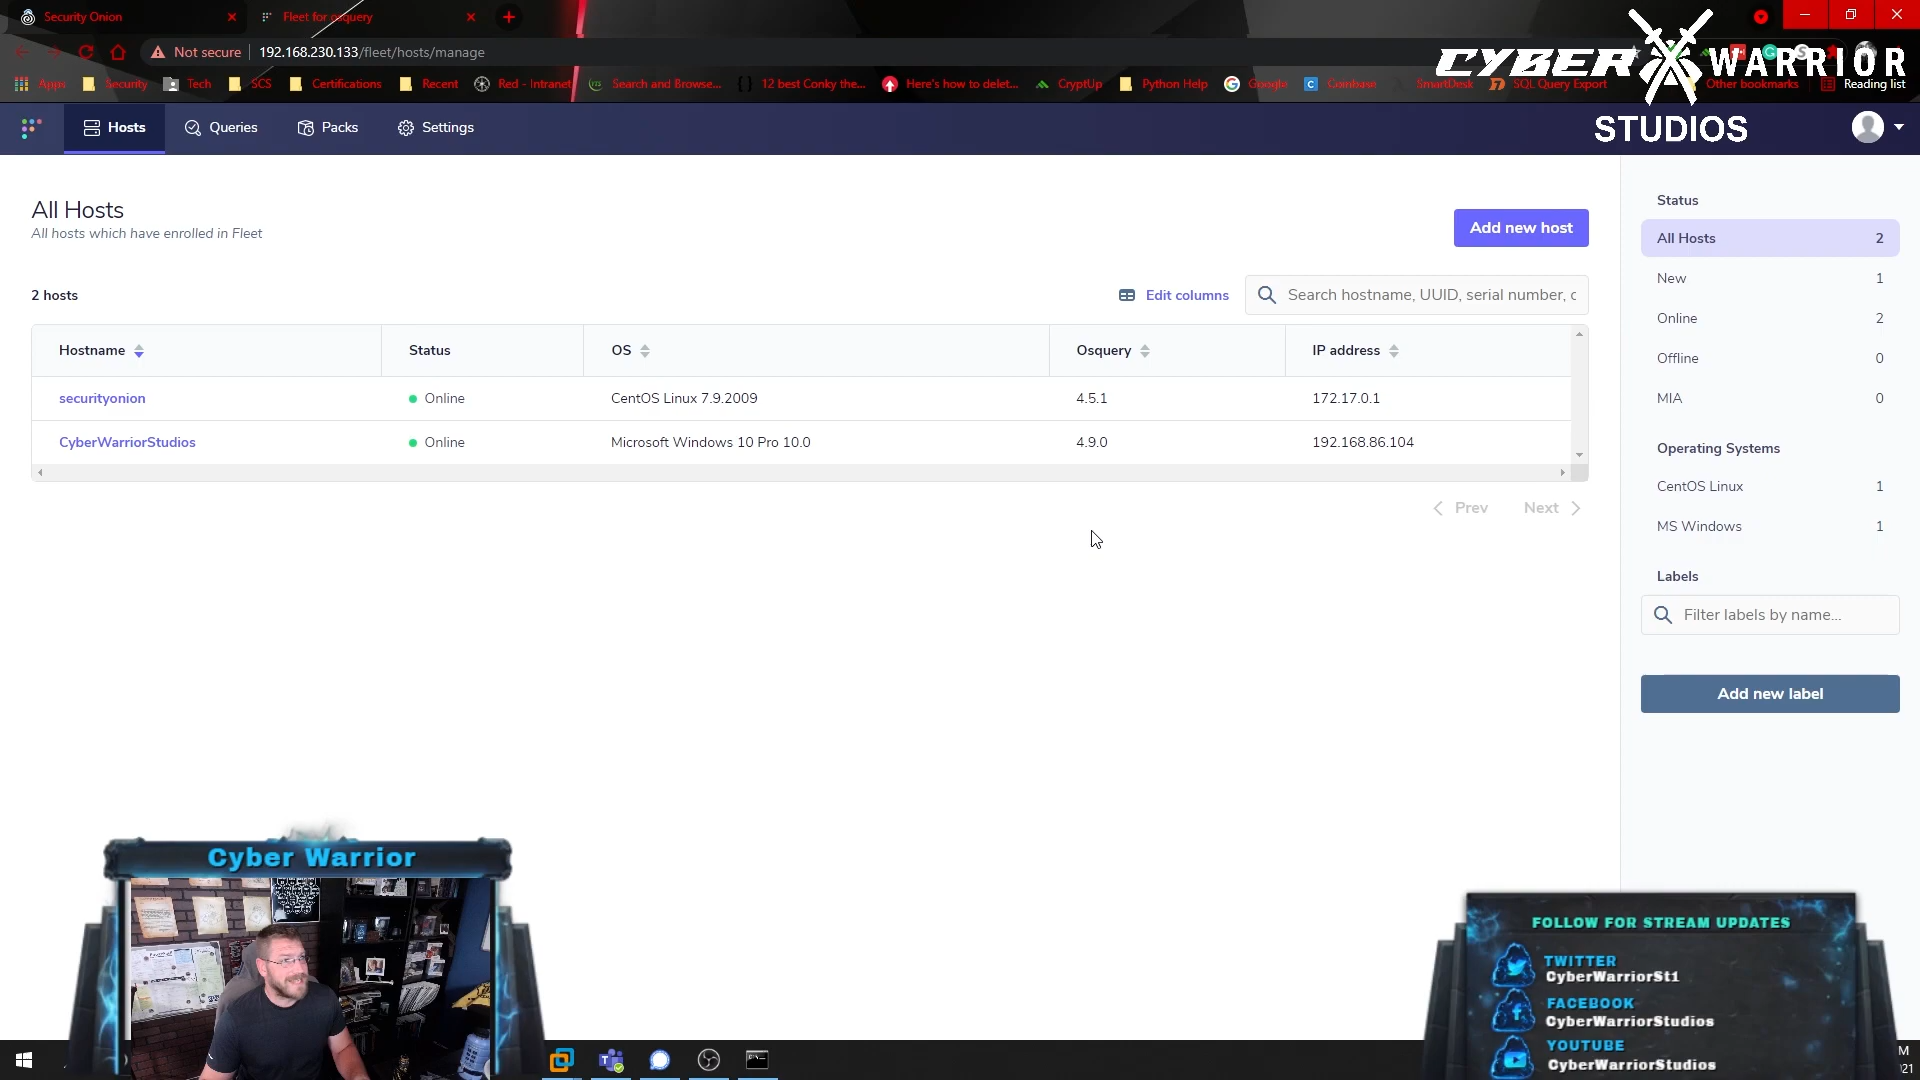 Security Onion
Fleet for osquery
Not secure
192.168.230.133/fleet/hosts/manage
CYBER WARRIOR
STUDIOS
Apps
Security
Tech
SCS
Certifications
Recent
Red - Intranet
Search and Browse...
12 best Conky the...
Here's how to delet...
CryptUp
Python Help
Google
Coinbase
SmartDesk
SQL Query Export
Other bookmarks
Reading list
Hosts
Queries
Packs
Settings
All Hosts
All hosts which have enrolled in Fleet
Add new host
2 hosts
Edit columns
Search hostname, UUID, serial number, c
Hostname Status OS Osquery IP address
securityonion Online CentOS Linux 7.9.2009 4.5.1 172.17.0.1
CyberWarriorStudios Online Microsoft Windows 10 Pro 10.0 4.9.0 192.168.86.104
Prev
Next
Status
All Hosts 2
New 1
Online 2
Offline 0
MIA 0
Operating Systems
CentOS Linux 1
MS Windows 1
Labels
Filter labels by name...
Add new label
Cyber Warrior
FOLLOW FOR STREAM UPDATES
TWITTER
CyberWarriorSt1
FACEBOOK
CyberWarriorStudios
YOUTUBE
CyberWarriorStudios
M
21